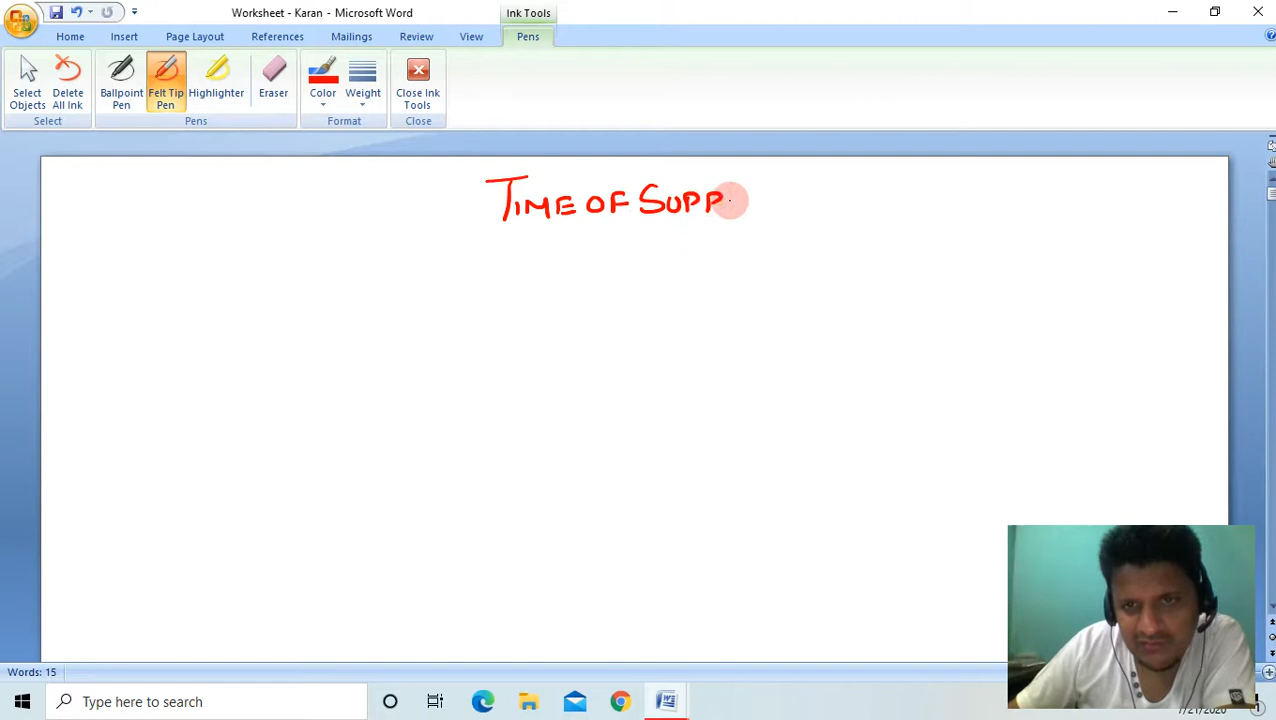 Worksheet - Karan - Microsoft Word
Ink Tools
Home Insert Page Layout References Mailings Review View Pens
Select Objects
Delete All Ink
Ballpoint Pen
Felt Tip Pen
Highlighter
Eraser
Color
Weight
Close Ink Tools
Select Pens Format Close
TIME OF SUPP
Words: 15
Type here to search